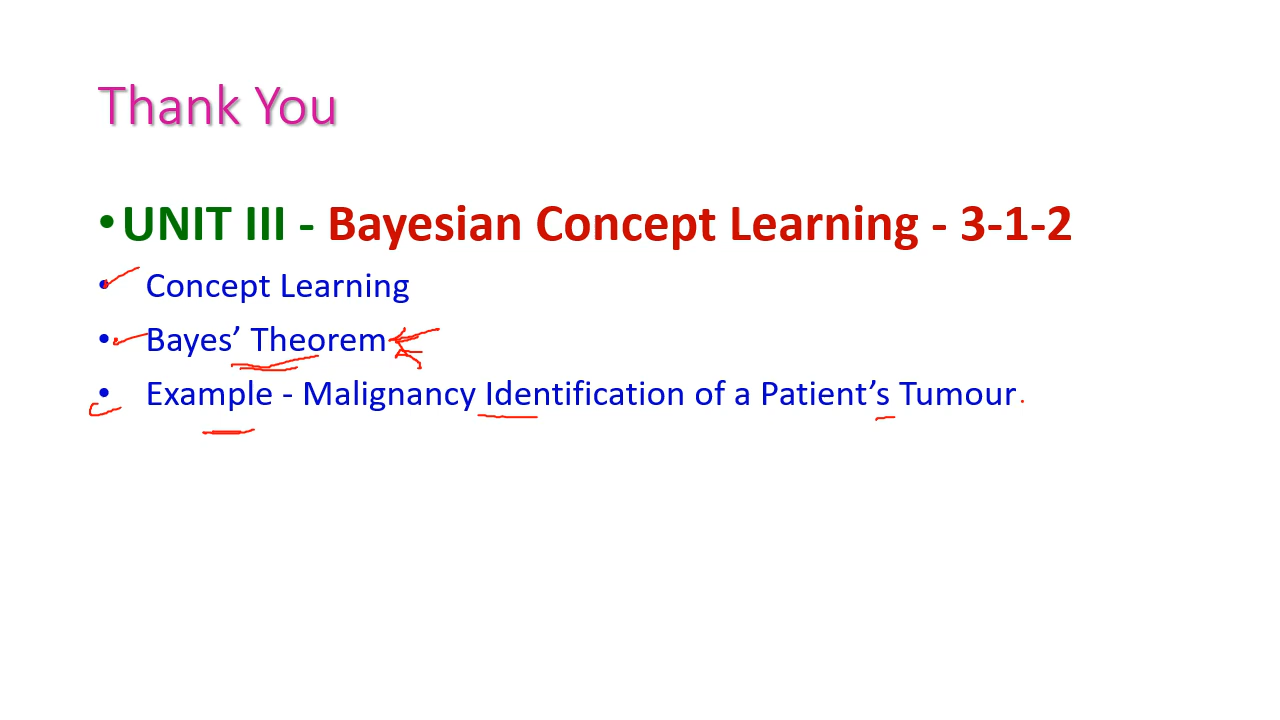 Thank You
•UNIT III - Bayesian Concept Learning - 3-1-2
• Concept Learning
• Bayes’ Theorem
• Example - Malignancy Identification of a Patient’s Tumour